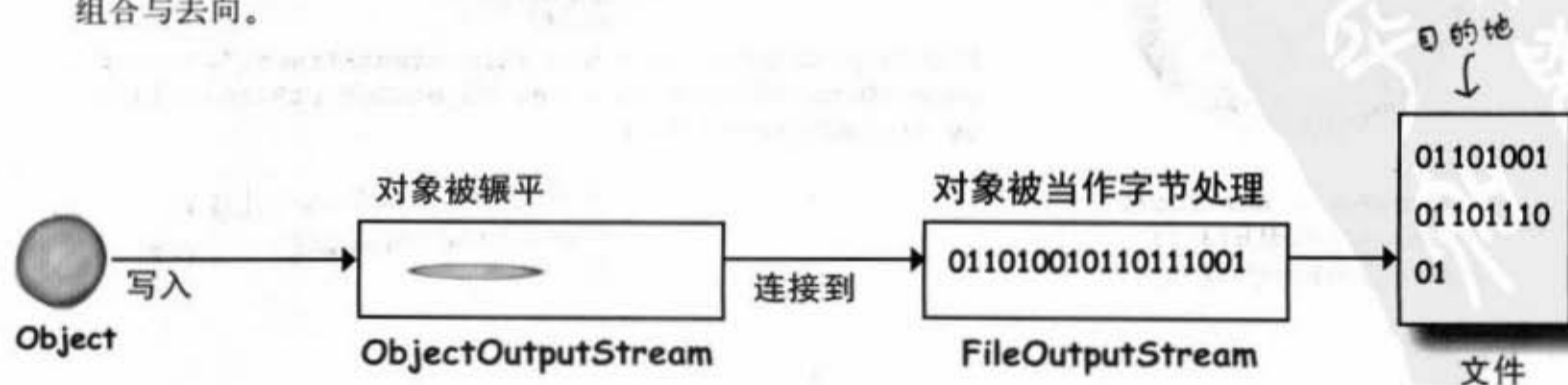 组合与去向。
目的地
对象被辗平
对象被当作字节处理
01101001
01101110
01
011010010110111001
写入
连接到
Object
ObjectOutputStream
FileOutputStream
文件